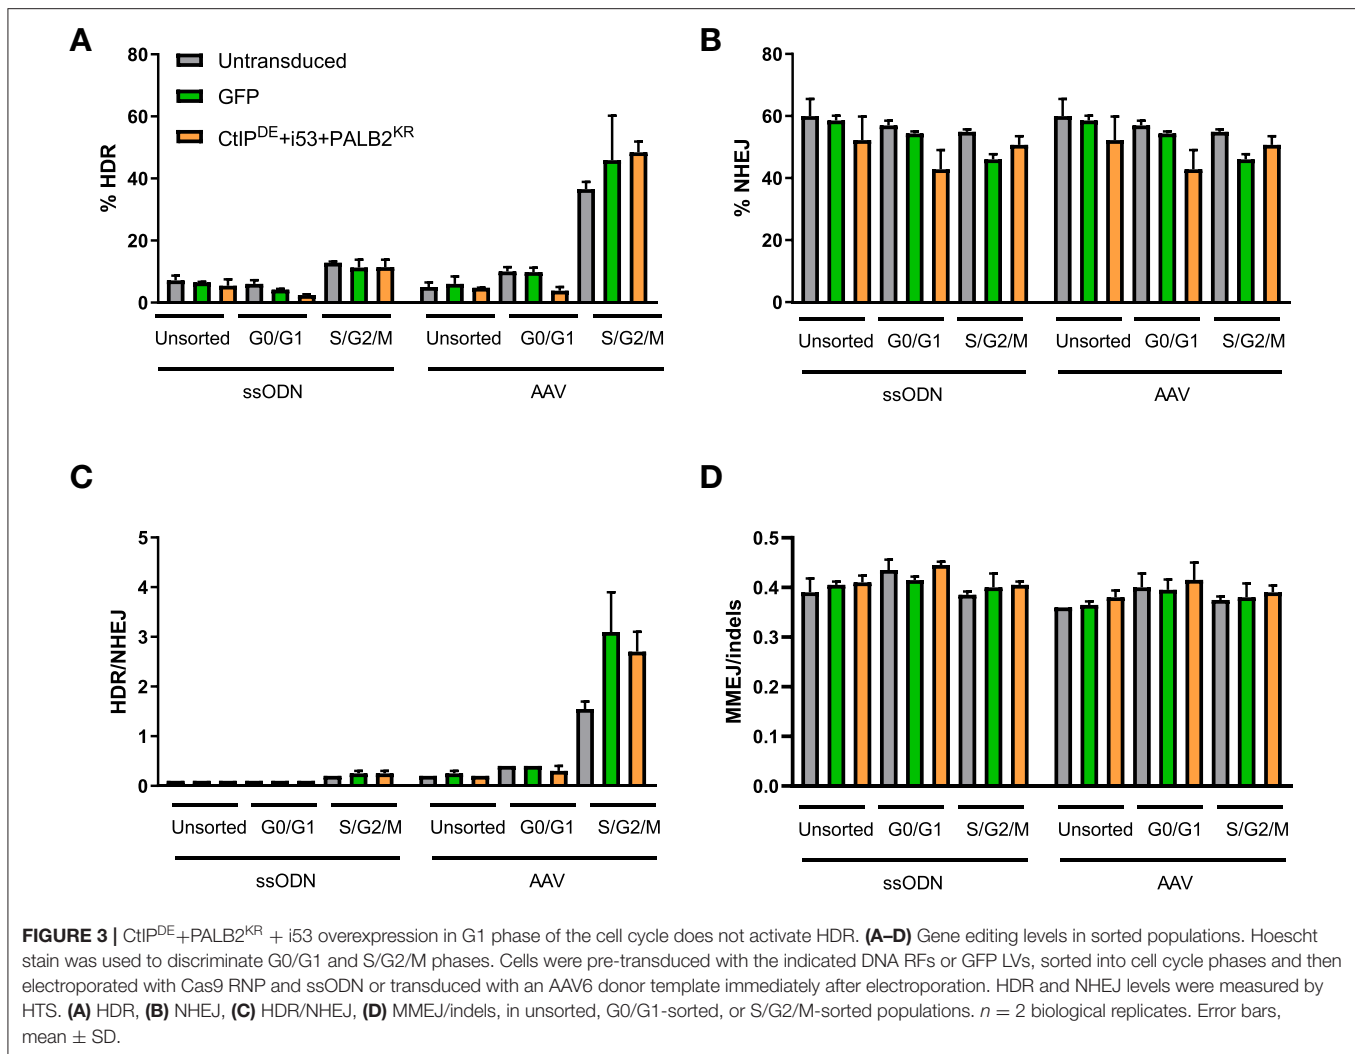 A
80
60
40
20
0
% HDR
Untransduced
GFP
CtIP^DE+i53+PALB2^KR
Unsorted G0/G1 S/G2/M Unsorted G0/G1 S/G2/M
ssODN AAV
B
80
60
40
20
0
% NHEJ
Unsorted G0/G1 S/G2/M Unsorted G0/G1 S/G2/M
ssODN AAV
C
5
4
3
2
1
0
HDR/NHEJ
Unsorted G0/G1 S/G2/M Unsorted G0/G1 S/G2/M
ssODN AAV
D
0.5
0.4
0.3
0.2
0.1
0.0
MMEJ/indels
Unsorted G0/G1 S/G2/M Unsorted G0/G1 S/G2/M
ssODN AAV
FIGURE 3 | CtIP^DE+PALB2^KR + i53 overexpression in G1 phase of the cell cycle does not activate HDR. (A–D) Gene editing levels in sorted populations. Hoescht
stain was used to discriminate G0/G1 and S/G2/M phases. Cells were pre-transduced with the indicated DNA RFs or GFP LVs, sorted into cell cycle phases and then
electroporated with Cas9 RNP and ssODN or transduced with an AAV6 donor template immediately after electroporation. HDR and NHEJ levels were measured by
HTS. (A) HDR, (B) NHEJ, (C) HDR/NHEJ, (D) MMEJ/indels, in unsorted, G0/G1-sorted, or S/G2/M-sorted populations. n = 2 biological replicates. Error bars,
mean ± SD.